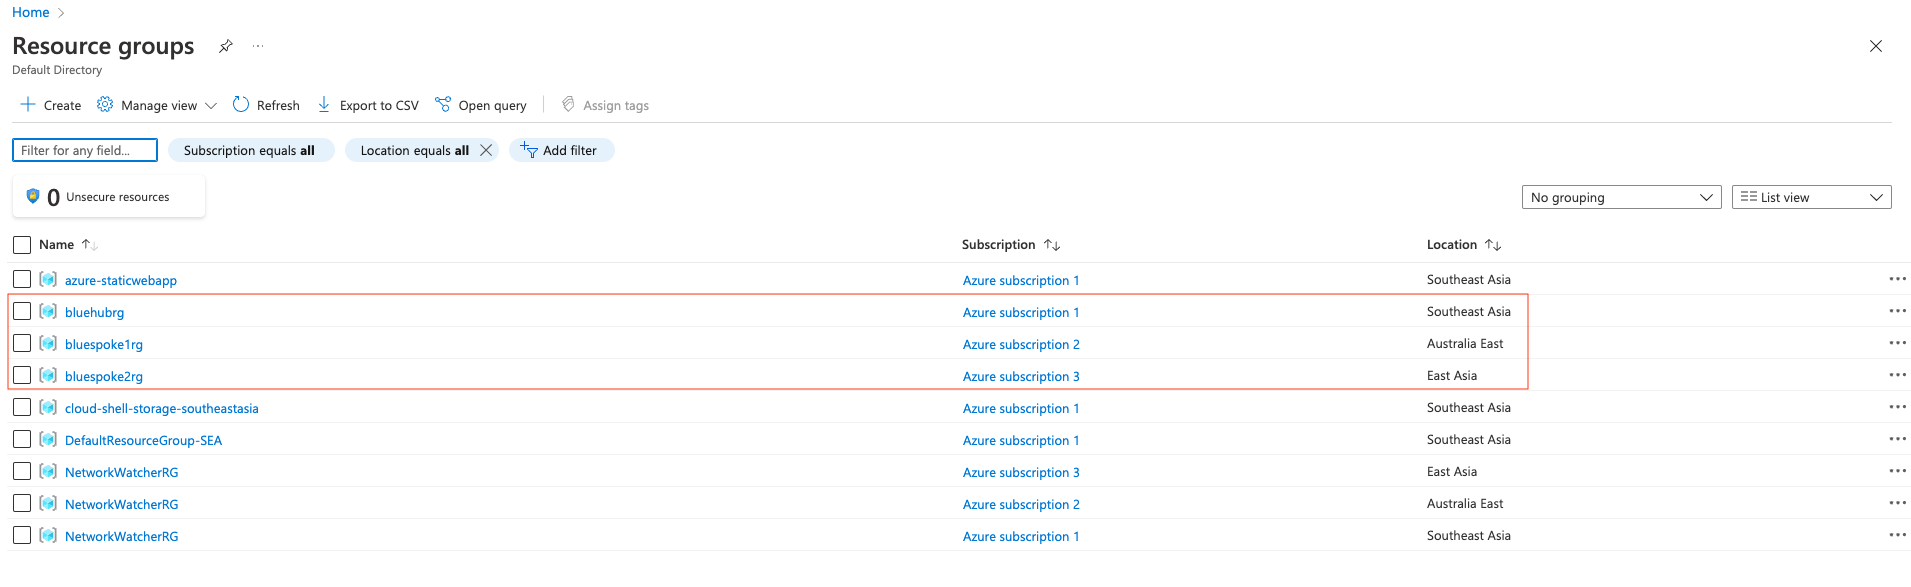 Home
Resource groups
Default Directory
Create Manage view Refresh Export to CSV Open query Assign tags
Filter for any field... Subscription equals all Location equals all Add filter
0 Unsecure resources
No grouping List view
Name Subscription Location
azure-staticwebapp Azure subscription 1 Southeast Asia
bluehubrg Azure subscription 1 Southeast Asia
bluespoke1rg Azure subscription 2 Australia East
bluespoke2rg Azure subscription 3 East Asia
cloud-shell-storage-southeastasia Azure subscription 1 Southeast Asia
DefaultResourceGroup-SEA Azure subscription 1 Southeast Asia
NetworkWatcherRG Azure subscription 3 East Asia
NetworkWatcherRG Azure subscription 2 Australia East
NetworkWatcherRG Azure subscription 1 Southeast Asia